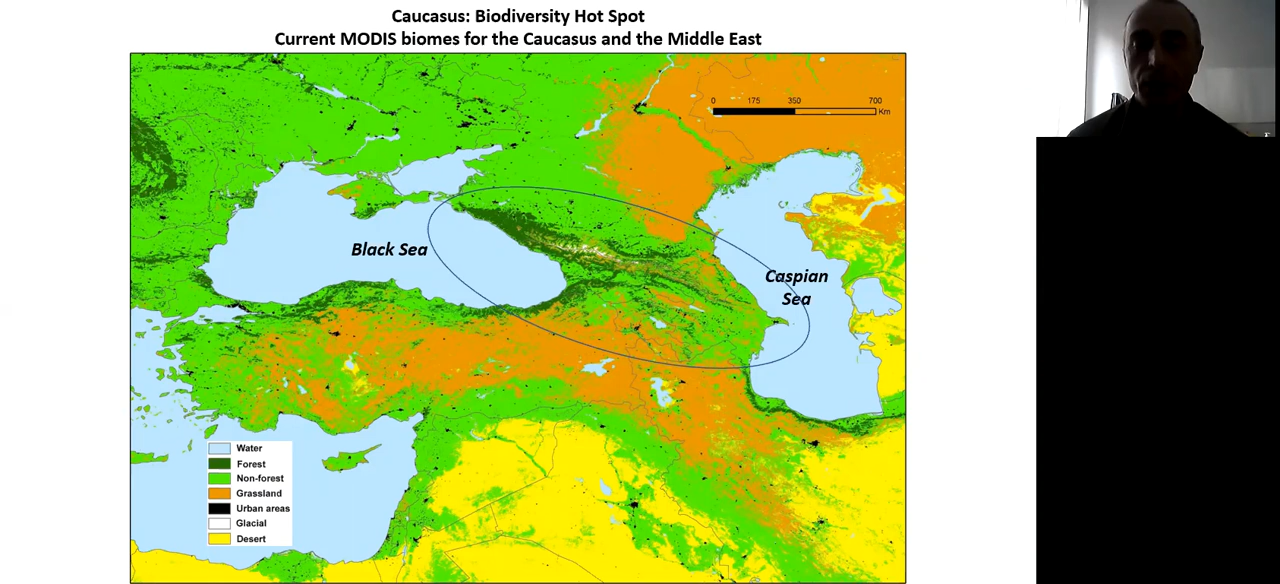 Caucasus: Biodiversity Hot Spot
Current MODIS biomes for the Caucasus and the Middle East
0 175 350 700
Km
Black Sea
Caspian
Sea
Water
Forest
Non-forest
Grassland
Urban areas
Glacial
Desert